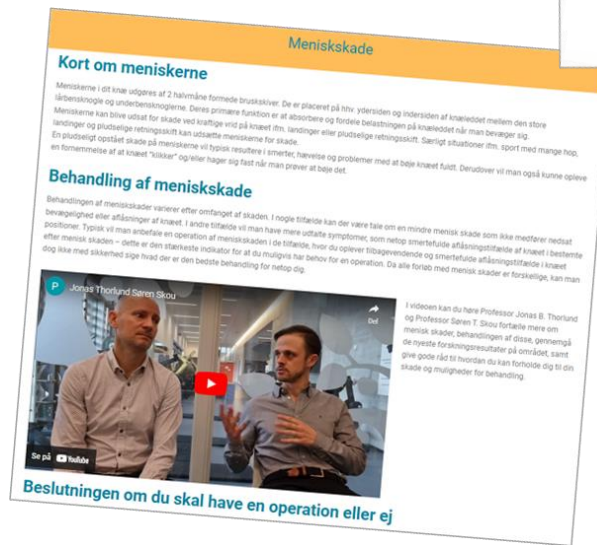 Meniskskade
Kort om meniskerne
Meniskerne i dit knæ udgøres af 2 halvmåne formede bruskskiver. De er placeret på hhv. ydersiden og indersiden af knæleddet mellem den store
lårbensknogle og underbensknoglerne. Deres primære funktion er at absorbere og fordele belastningen på knæleddet når man bevæger sig.
Meniskerne kan blive udsat for skade ved kraftige vrid på knæet ifm. landinger eller pludselige retningsskift. Særligt situationer ifm. sport med mange hop,
landinger og pludselige retningsskift kan udsætte meniskerne for skade.
En pludseligt opstået skade på meniskerne vil typisk resultere i smerter, hævelse og problemer med at bøje knæet fuldt. Derudover vil man også kunne opleve
en fornemmelse af at knæet "klikker" og/eller hager sig fast når man prøver at bøje det.
Behandling af meniskskade
Behandlingen af meniskskader varierer efter omfanget af skaden. I nogle tilfælde kan der være tale om en mindre menisk skade som ikke medfører nedsat
bevægelighed eller aflåsninger af knæet. I andre tilfælde vil man have mere udtalte symptomer, som netop smertefulde aflåsningstilfælde af knæet i bestemte
positioner. Typisk vil man anbefale en operation af meniskskaden i de tilfælde, hvor du oplever tilbagevendende og smertefulde aflåsningstilfælde i knæet
efter menisk skaden – dette er den stærkeste indikator for at du muligvis har behov for en operation. Da alle forløb med menisk skader er forskellige, kan man
dog ikke med sikkerhed sige hvad der er den bedste behandling for netop dig.
P Jonas Thorlund Søren Skou
Del
Se på YouTube
I videoen kan du høre Professor Jonas B. Thorlund
og Professor Søren T. Skou fortælle mere om
menisk skader, behandlingen af disse, gennemgå
de nyeste forskningsresultater på området, samt
give gode råd til hvordan du kan forholde dig til din
skade og muligheder for behandling.
Beslutningen om du skal have en operation eller ej